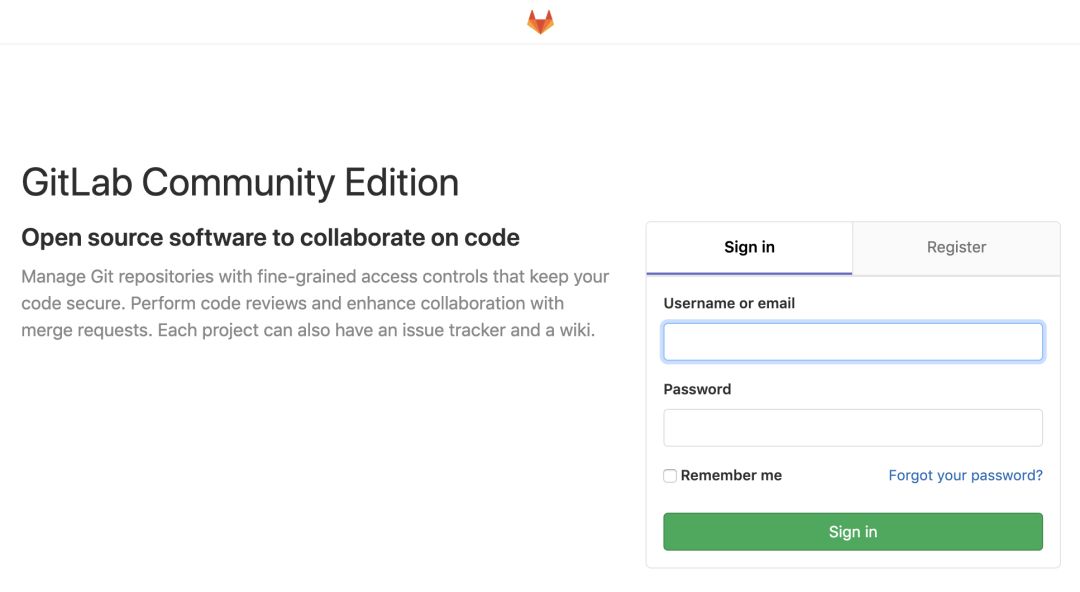 GitLab Community Edition
Open source software to collaborate on code
Manage Git repositories with fine-grained access controls that keep your
code secure. Perform code reviews and enhance collaboration with
merge requests. Each project can also have an issue tracker and a wiki.
Sign in
Register
Username or email
Password
Remember me
Forgot your password?
Sign in